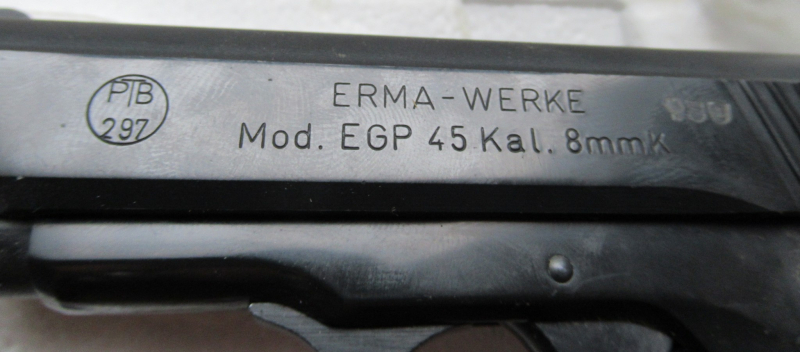 PTB
297
ERMA-WERKE
Mod. EGP 45 Kal. 8mmK